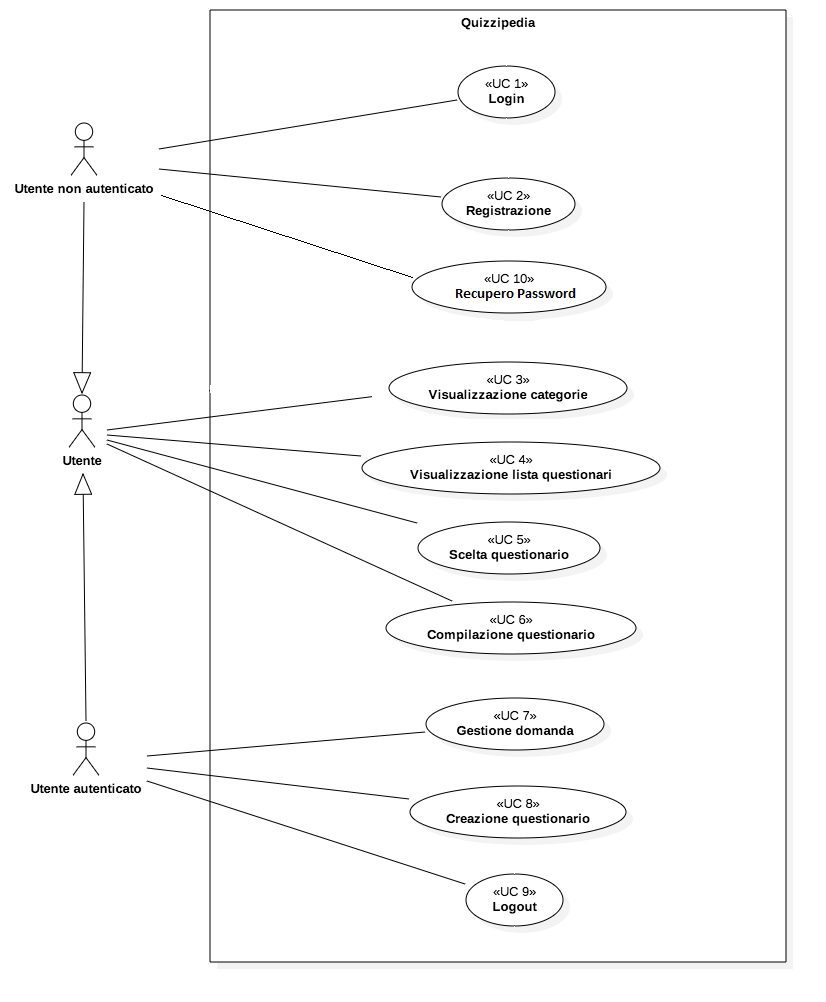 Quizzipedia
«UC 1»
Login
Utente non autenticato
«UC 2»
Registrazione
«UC 10»
Recupero Password
«UC 3»
Visualizzazione categorie
Utente
«UC 4»
Visualizzazione lista questionari
«UC 5»
Scelta questionario
«UC 6»
Compilazione questionario
«UC 7»
Gestione domanda
Utente autenticato
«UC 8»
Creazione questionario
«UC 9»
Logout